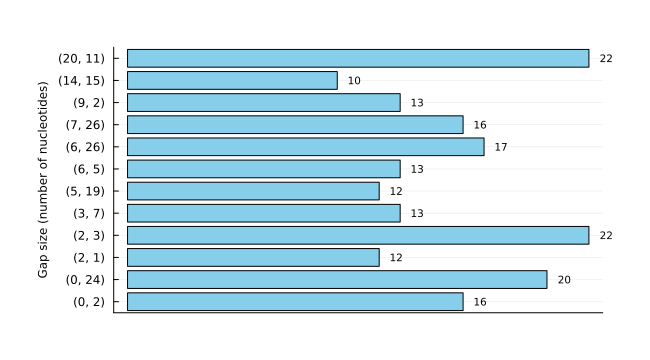 Gap size (number of nucleotides)
(20, 11) 22
(14, 15) 10
(9, 2) 13
(7, 26) 16
(6, 26) 17
(6, 5) 13
(5, 19) 12
(3, 7) 13
(2, 3) 22
(2, 1) 12
(0, 24) 20
(0, 2) 16